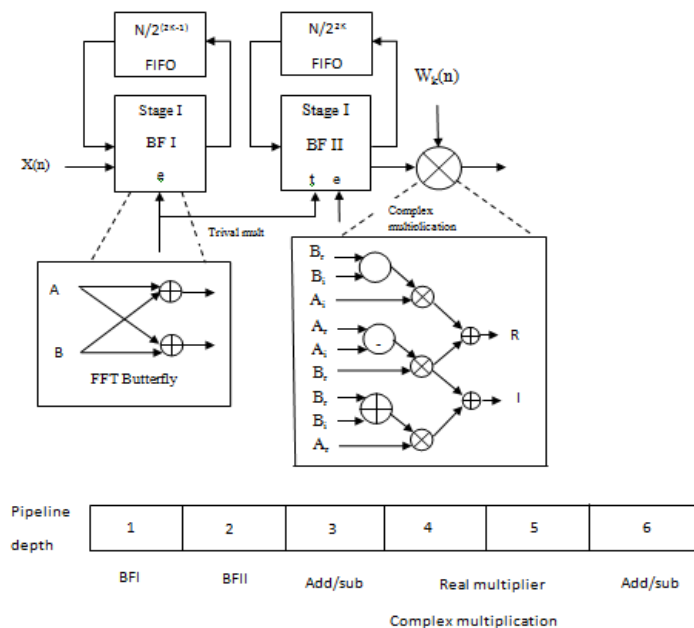 N/2^(2K-1)
FIFO
N/2^2K
FIFO
W_k(n)
Stage I
BF I
e
Stage I
BF II
t e
X(n)
Trival mult
Complex
multiplication
A
B
FFT Butterfly
B_r
B_i
A_i
A_r
A_i
-
B_r
B_r
B_i
A_r
R
I
Pipeline
depth
1 2 3 4 5 6
BFI BFII Add/sub Real multiplier Add/sub
Complex multiplication